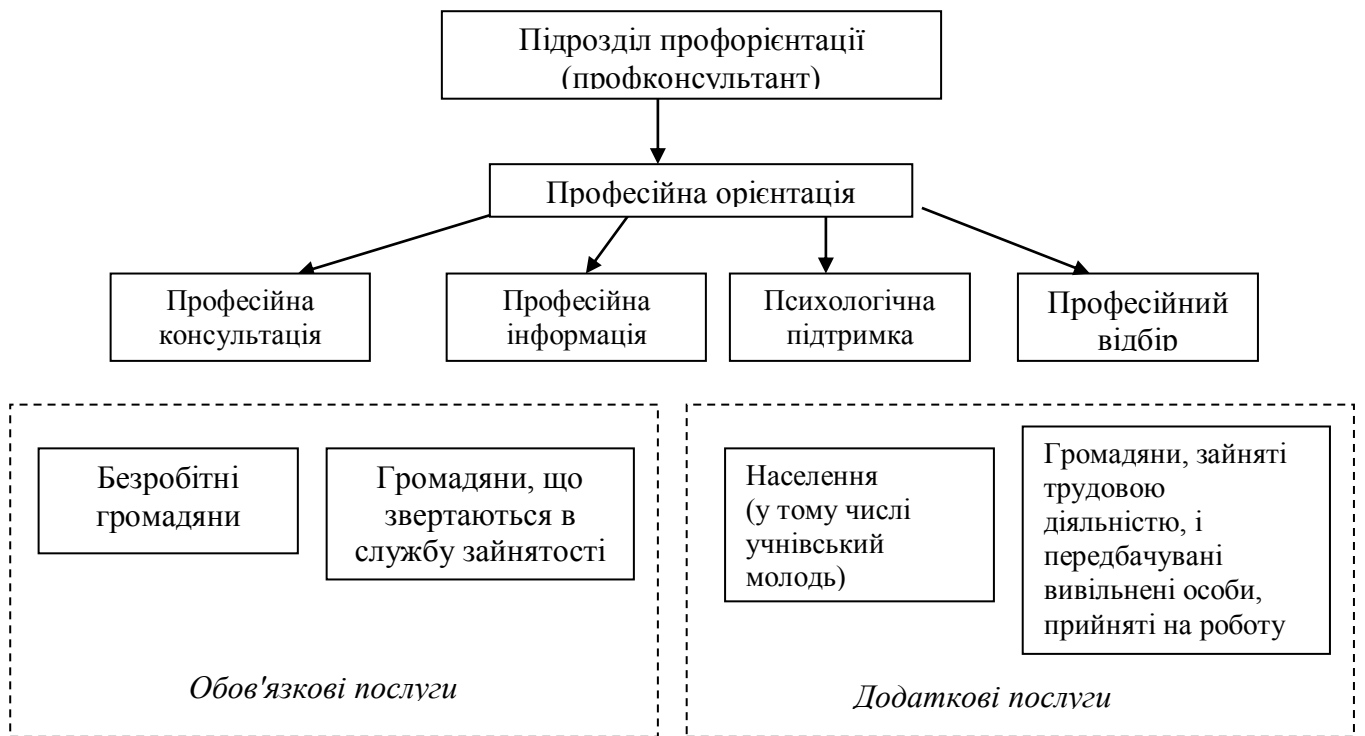 Підрозділ профорієнтації
(профконсультант)
Професійна орієнтація
Професійна
консультація
Професійна
інформація
Психологічна
підтримка
Професійний
відбір
Безробітні
громадяни
Громадяни, що
звертаються в
службу зайнятості
Обов'язкові послуги
Населення
(у тому числі
учнівський
молодь)
Громадяни, зайняті
трудовою
діяльністю, і
передбачувані
вивільнені особи,
прийняті на роботу
Додаткові послуги